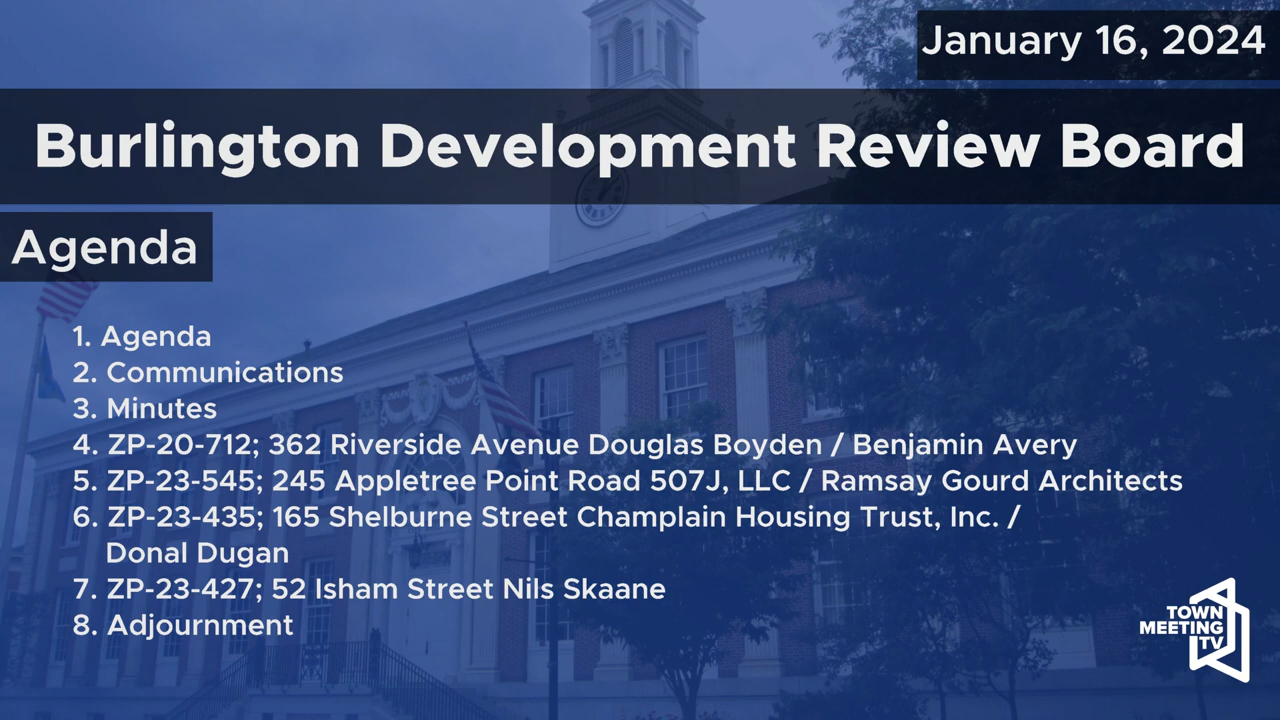 January 16, 2024
Burlington Development Review Board
Agenda
1. Agenda
2. Communications
3. Minutes
4. ZP-20-712; 362 Riverside Avenue Douglas Boyden / Benjamin Avery
5. ZP-23-545; 245 Appletree Point Road 507J, LLC / Ramsay Gourd Architects
6. ZP-23-435; 165 Shelburne Street Champlain Housing Trust, Inc. /
Donal Dugan
7. ZP-23-427; 52 Isham Street Nils Skaane
8. Adjournment
TOWN
MEETING
TV